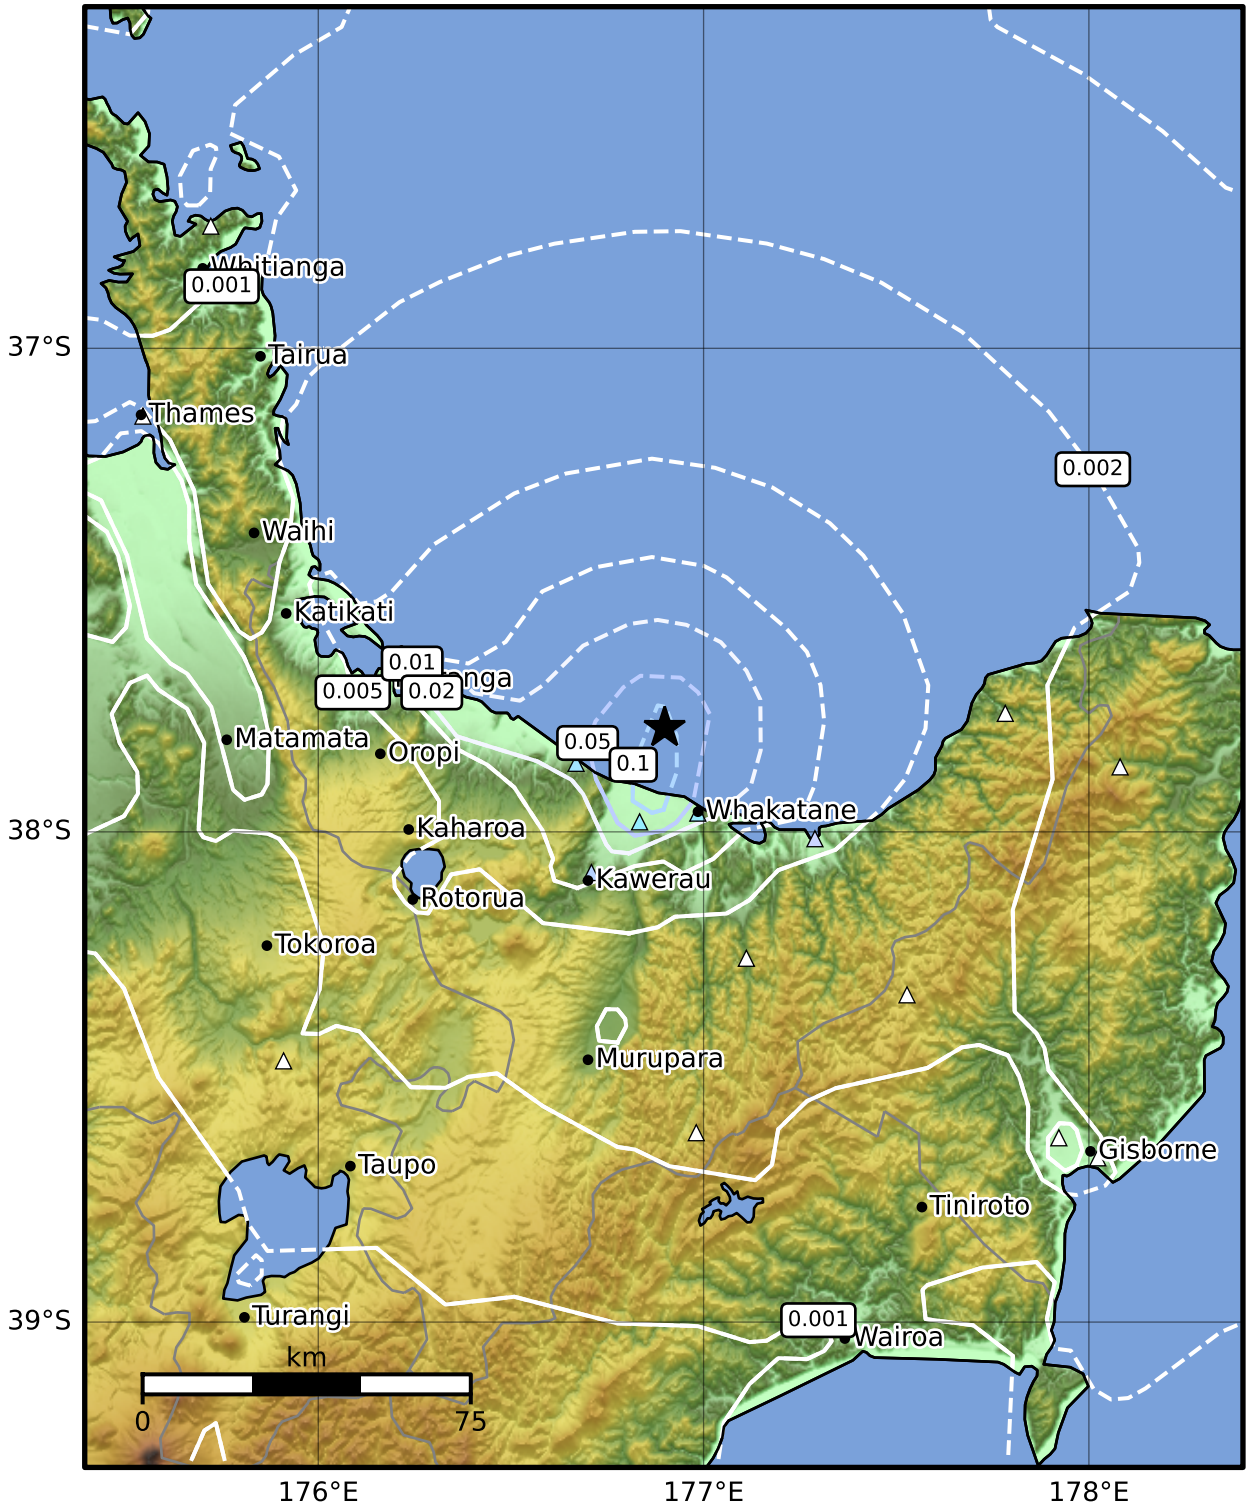 Whitianga
0.001
37°S
Tairua
Thames
0.002
Waihi
Katikati
0.01
nga
0.005
0.02
Matamata
0.05
Oropi
0.1
Whakatane
38°S
Kaharoa
Kawerau
Rotorua
Tokoroa
Murupara
Gisborne
Taupo
Tiniroto
39°S
Turangi
0.001
Wairoa
km
0
75
176°E
177°E
178°E